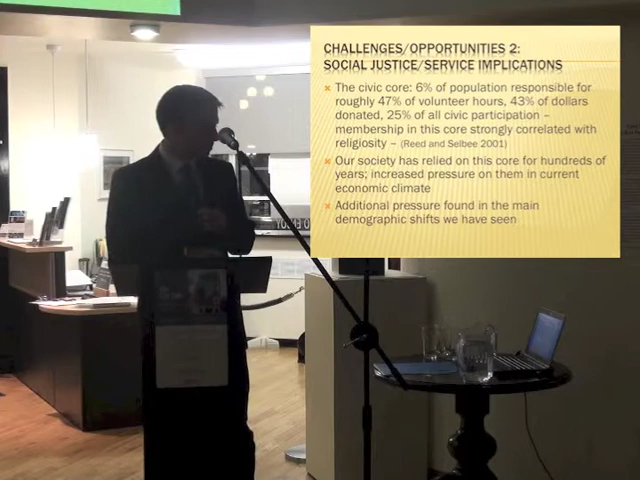 CHALLENGES/OPPORTUNITIES 2:
SOCIAL JUSTICE/SERVICE IMPLICATIONS
The civic core: 6% of population responsible for
roughly 47% of volunteer hours, 43% of dollars
donated, 25% of all civic participation –
membership in this core strongly correlated with
religiosity – (Reed and Selbee 2001)
Our society has relied on this core for hundreds of
years; increased pressure on them in current
economic climate
Additional pressure found in the main
demographic shifts we have seen